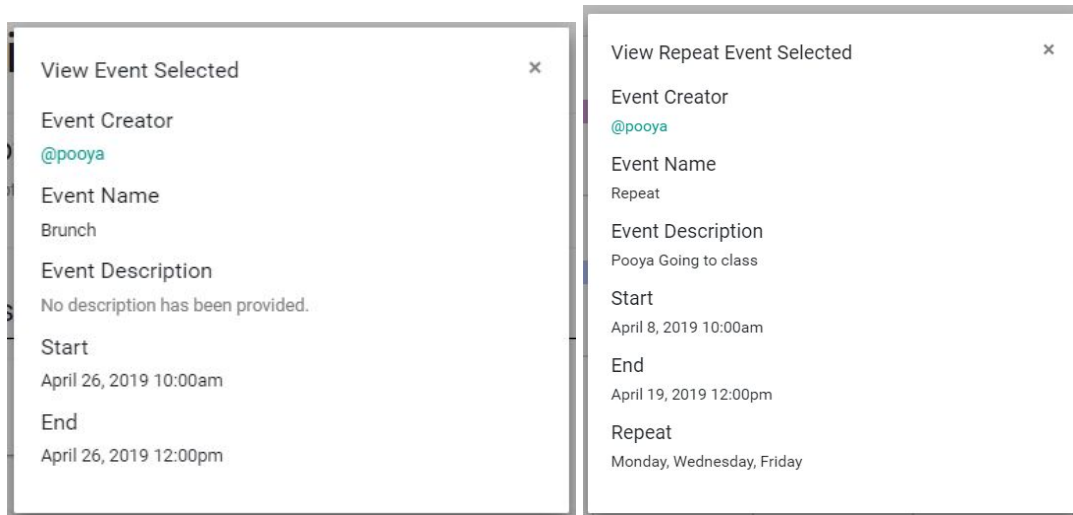 View Event Selected ×
Event Creator
@pooya
Event Name
Brunch
Event Description
No description has been provided.
Start
April 26, 2019 10:00am
End
April 26, 2019 12:00pm
View Repeat Event Selected ×
Event Creator
@pooya
Event Name
Repeat
Event Description
Pooya Going to class
Start
April 8, 2019 10:00am
End
April 19, 2019 12:00pm
Repeat
Monday, Wednesday, Friday